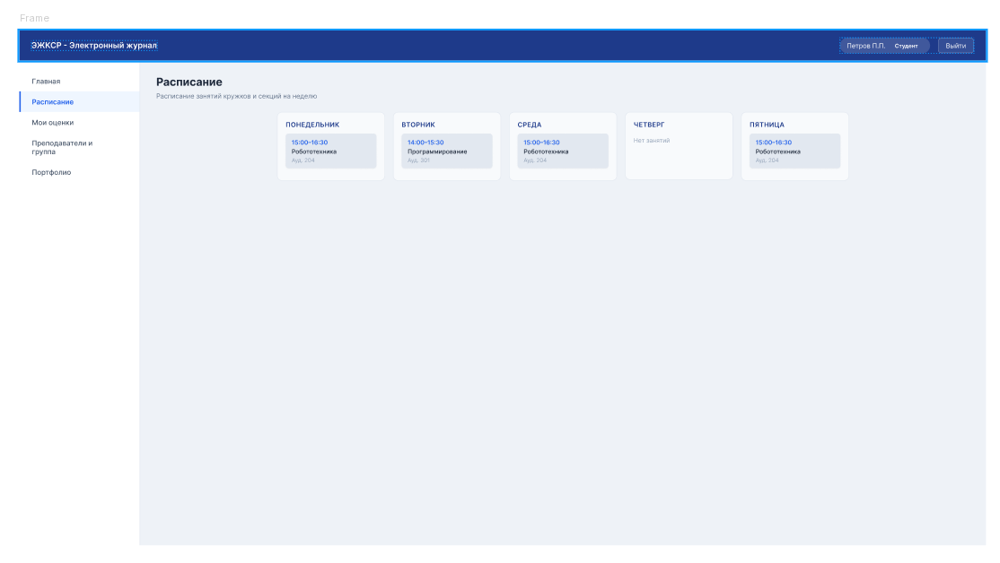 Frame
ЭЖКСР - Электронный журнал
Петров П.П. Студент Выйти
Главная
Расписание
Мои оценки
Преподаватели и
группа
Портфолио
Расписание
Расписание занятий кружков и секций на неделю
ПОНЕДЕЛЬНИК
15:00–16:30
Робототехника
Ауд. 204
ВТОРНИК
14:00–15:30
Программирование
Ауд. 301
СРЕДА
15:00–16:30
Робототехника
Ауд. 204
ЧЕТВЕРГ
Нет занятий
ПЯТНИЦА
15:00–16:30
Робототехника
Ауд. 204